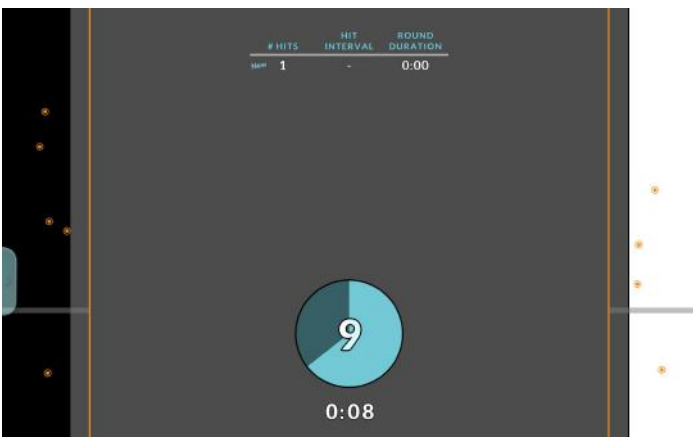 # HITS HIT INTERVAL ROUND DURATION
1 - 0:00
9
0:08